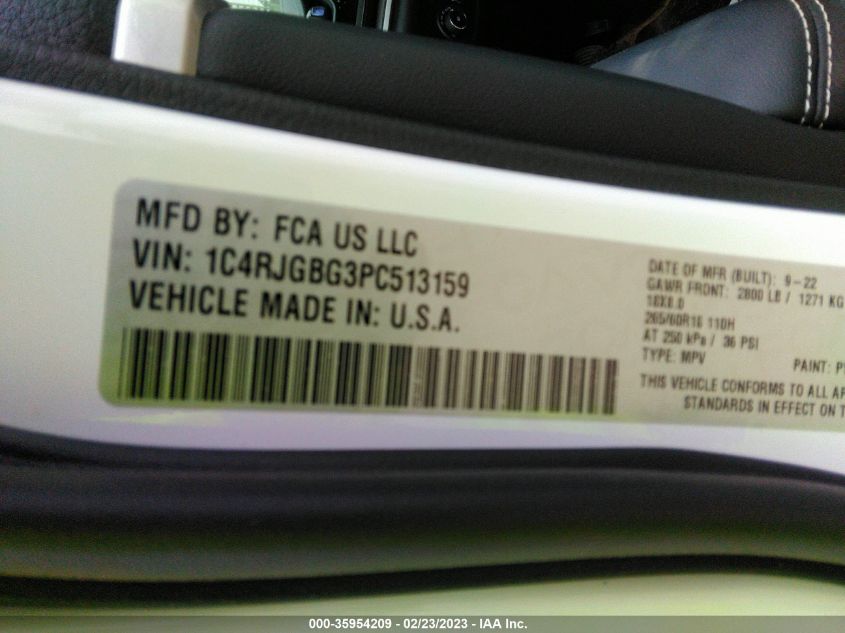 MFD BY: FCA US LLC
VIN: 1C4RJGBG3PC513159
VEHICLE MADE IN: U.S.A.
DATE OF MFR (BUILT): 9-22
GAWR FRONT: 2800 LB / 1271 KG
18X8.0
265/60R18 110H
AT 250 kPa / 36 PSI
TYPE: MPV
PAINT:
THIS VEHICLE CONFORMS TO ALL
STANDARDS IN EFFECT ON
000-35954209 - 02/23/2023 - IAA Inc.